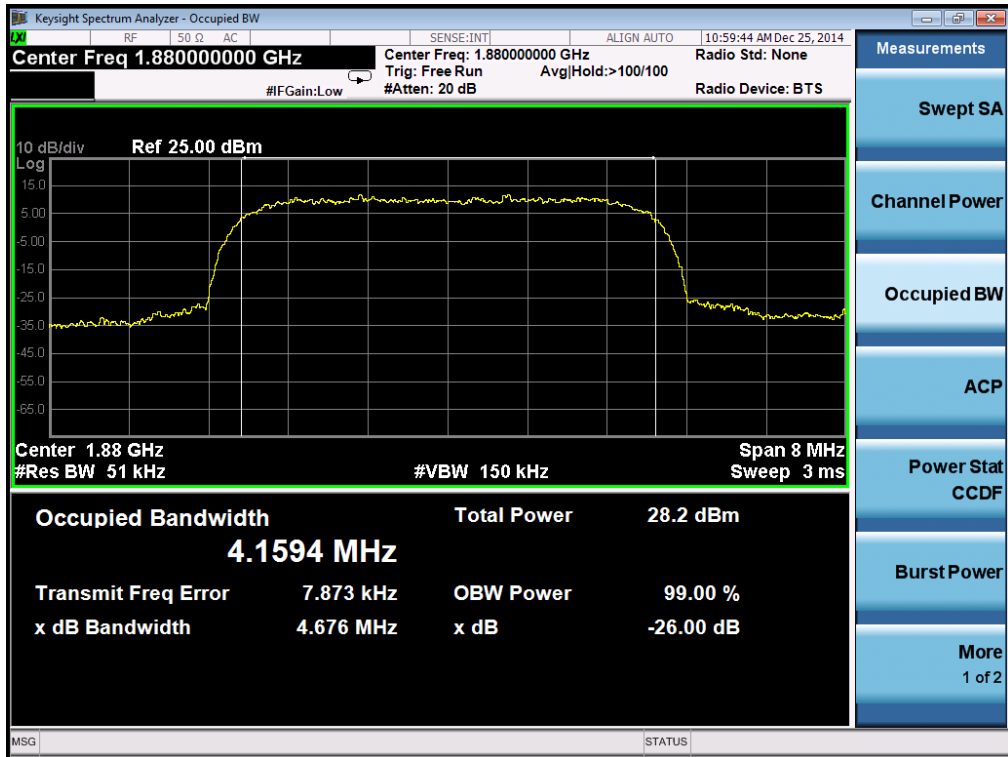 Keysight Spectrum Analyzer - Occupied BW
LXI RF 50 Ω AC SENSE:INT ALIGN AUTO 10:59:44 AM Dec 25, 2014
Center Freq 1.880000000 GHz
#IFGain:Low
Center Freq: 1.880000000 GHz
Trig: Free Run Avg|Hold:>100/100
#Atten: 20 dB
Radio Std: None
Radio Device: BTS
10 dB/div Ref 25.00 dBm
Log
15.0
5.00
-5.00
-15.0
-25.0
-35.0
-45.0
-55.0
-65.0
Center 1.88 GHz Span 8 MHz
#Res BW 51 kHz #VBW 150 kHz Sweep 3 ms
Occupied Bandwidth Total Power 28.2 dBm
4.1594 MHz
Transmit Freq Error 7.873 kHz OBW Power 99.00 %
x dB Bandwidth 4.676 MHz x dB -26.00 dB
MSG STATUS
Measurements
Swept SA
Channel Power
Occupied BW
ACP
Power Stat
CCDF
Burst Power
More
1 of 2